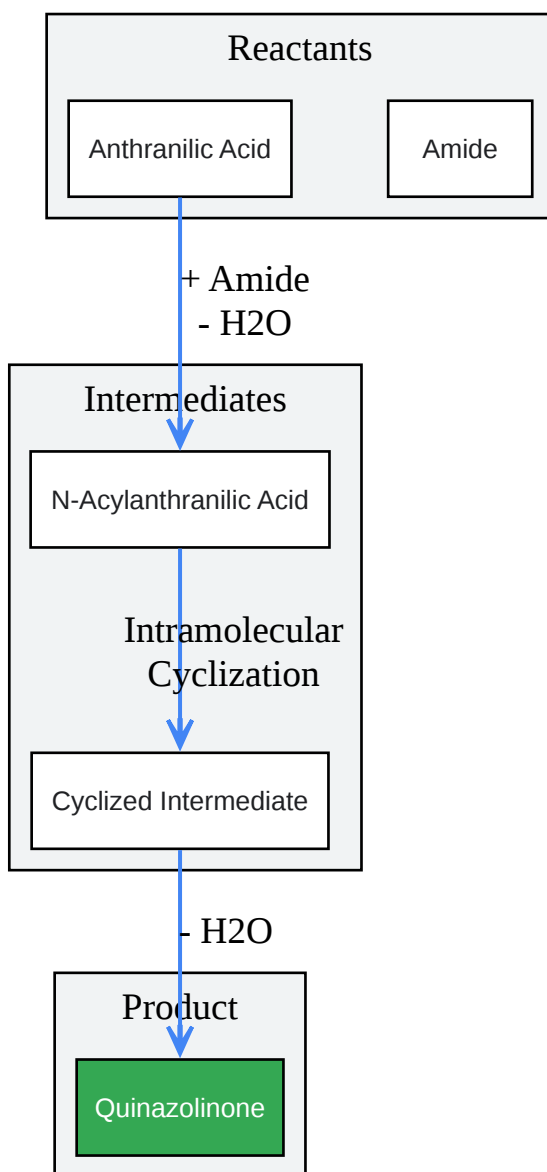 Reactants
Anthranilic Acid
Amide
+ Amide
- H2O
Intermediates
N-Acylanthranilic Acid
Intramolecular
Cyclization
Cyclized Intermediate
- H2O
Product
Quinazolinone